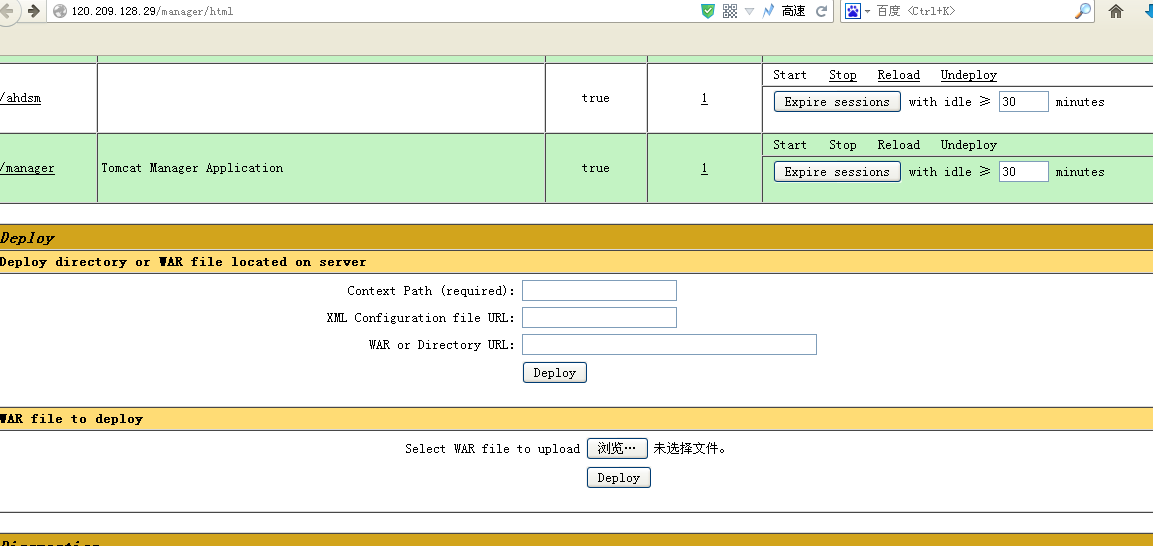 120.209.128.29/manager/html 高速 百度 <Ctrl+K>
/ahdsm true 1 Start Stop Reload Undeploy
Expire sessions with idle ≥ 30 minutes
/manager Tomcat Manager Application true 1 Start Stop Reload Undeploy
Expire sessions with idle ≥ 30 minutes
Deploy
Deploy directory or WAR file located on server
Context Path (required):
XML Configuration file URL:
WAR or Directory URL:
Deploy
WAR file to deploy
Select WAR file to upload 浏览… 未选择文件。
Deploy
Diagnostics